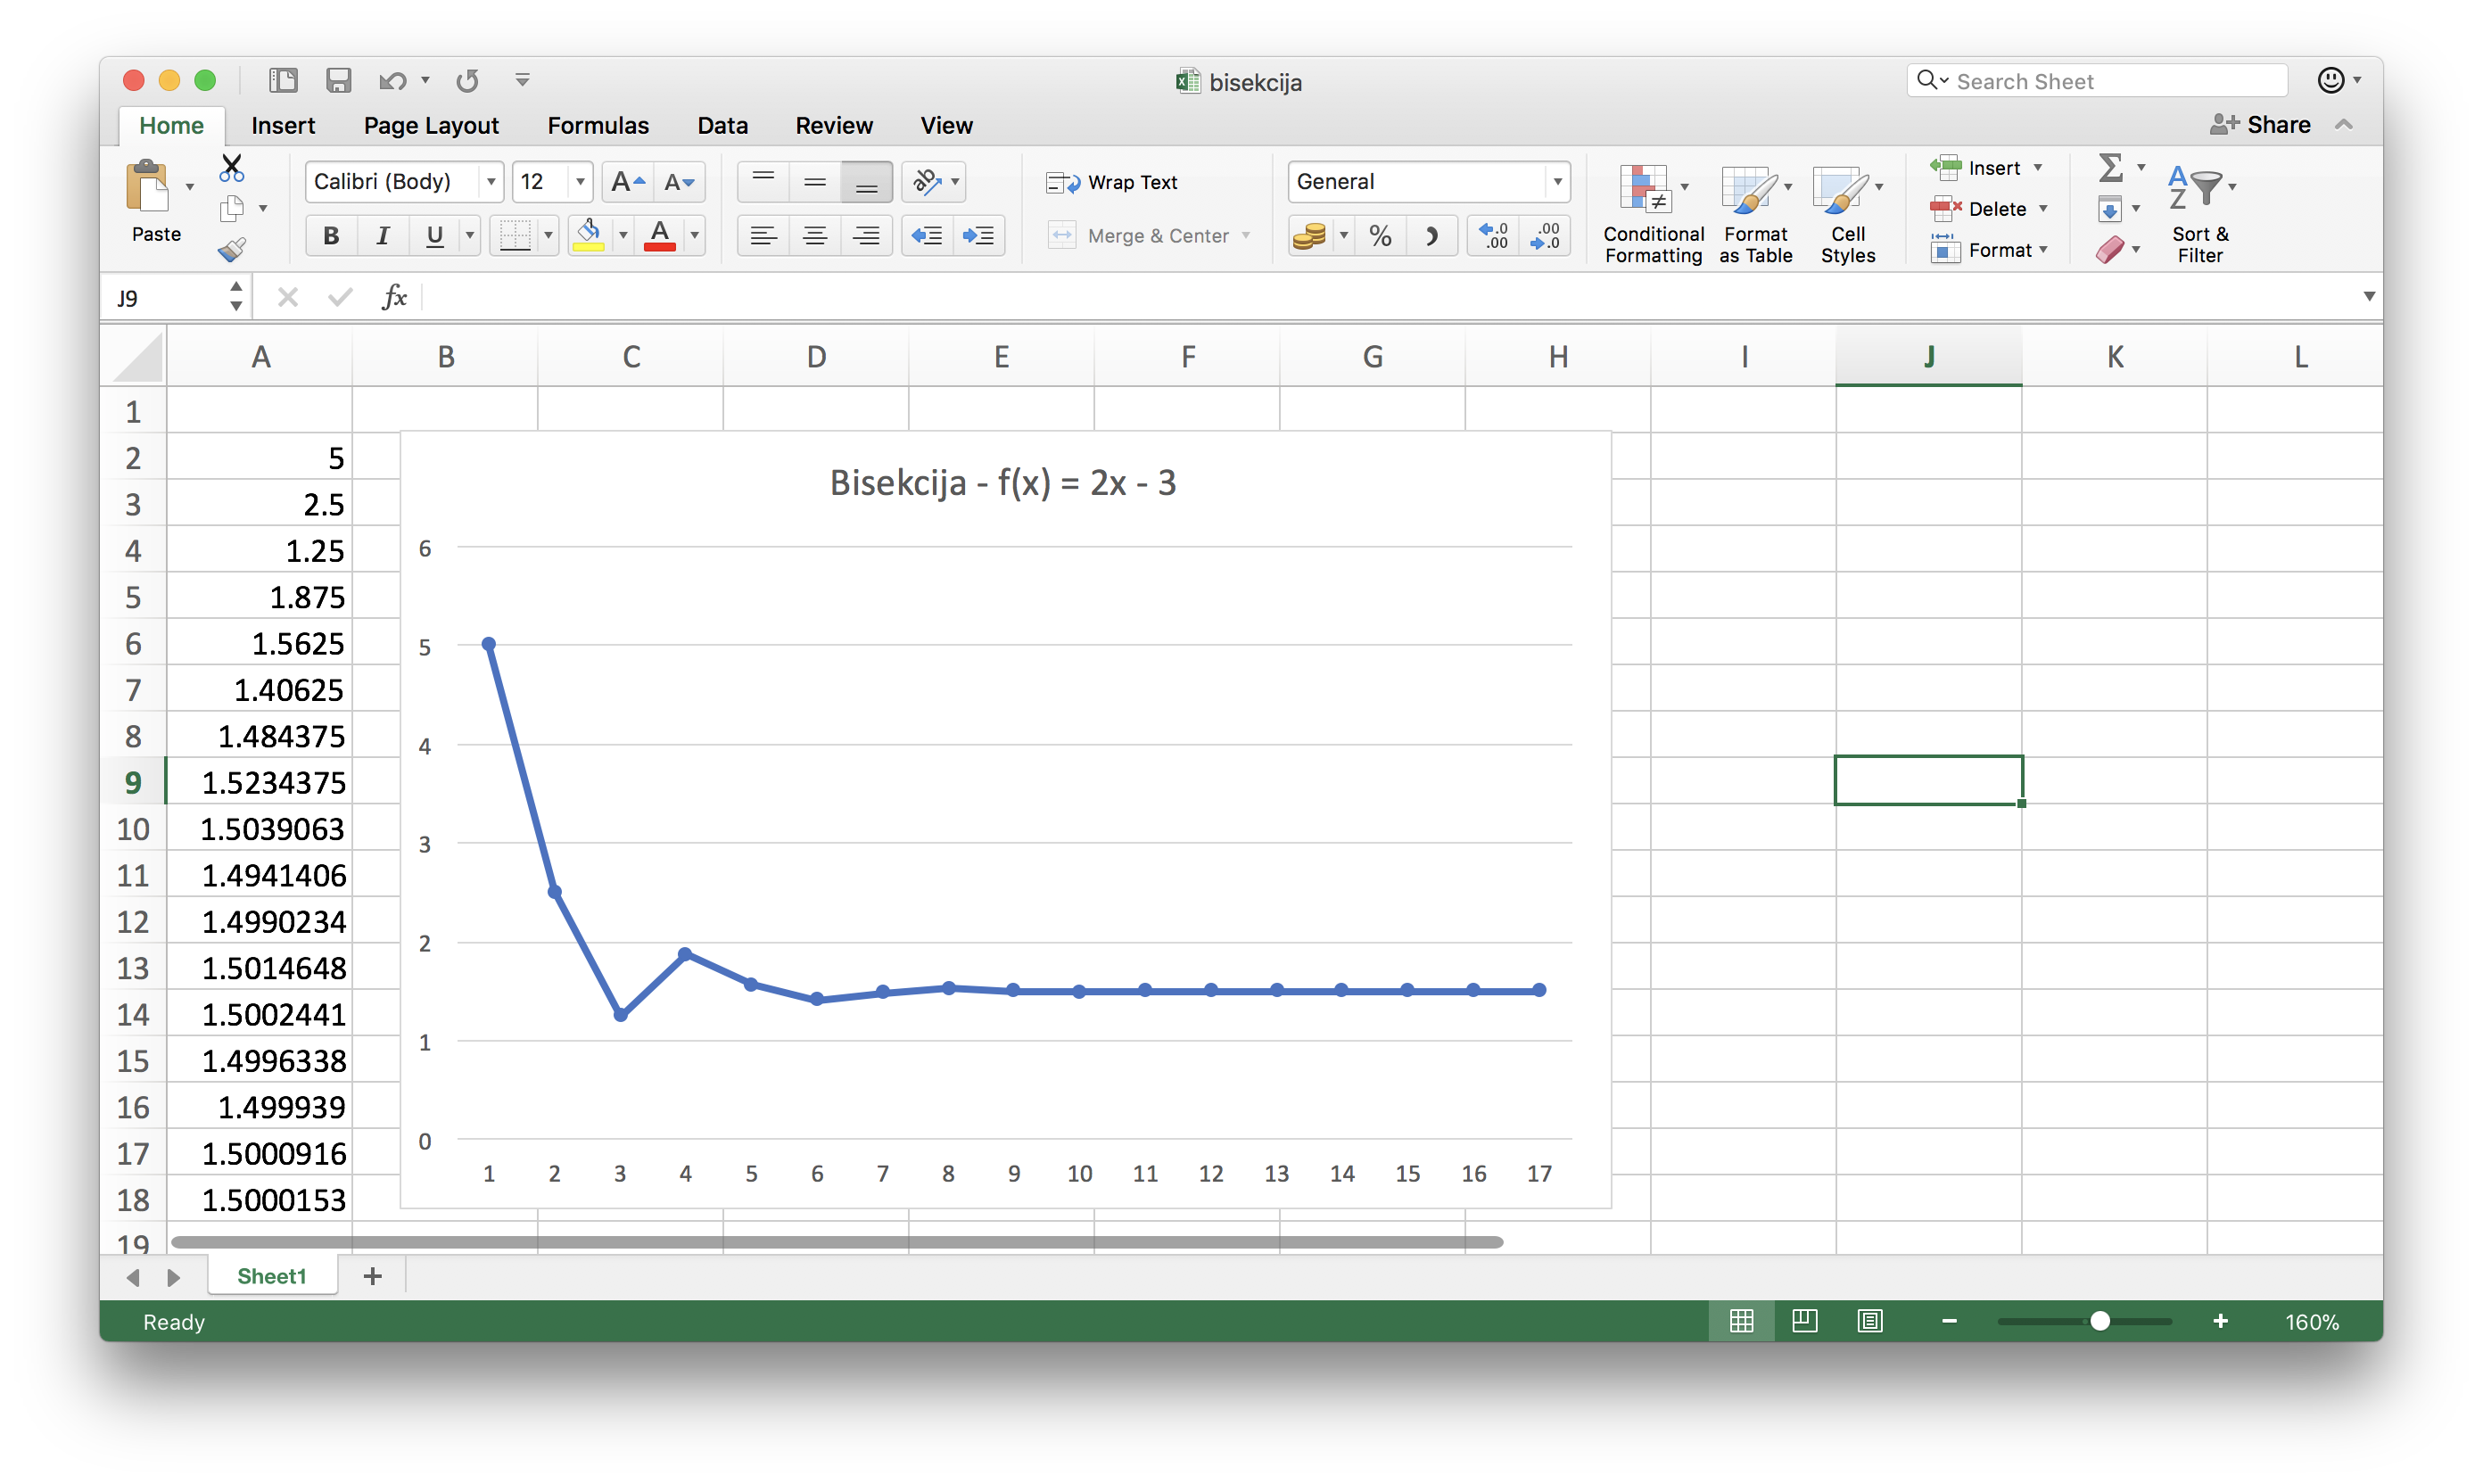 bisekcija
Search Sheet
Home Insert Page Layout Formulas Data Review View
Share
Paste
Calibri (Body) 12
Wrap Text
General
Merge & Center
B I U
Conditional Formatting
Format as Table
Cell Styles
Insert
Delete
Format
Sort & Filter
J9
fx
A B C D E F G H I J K L
1
2 5
3 2.5
4 1.25
5 1.875
6 1.5625
7 1.40625
8 1.484375
9 1.5234375
10 1.5039063
11 1.4941406
12 1.4990234
13 1.5014648
14 1.5002441
15 1.4996338
16 1.499939
17 1.5000916
18 1.5000153
19
Bisekcija - f(x) = 2x - 3
6
5
4
3
2
1
0
1 2 3 4 5 6 7 8 9 10 11 12 13 14 15 16 17
Sheet1
Ready
160%